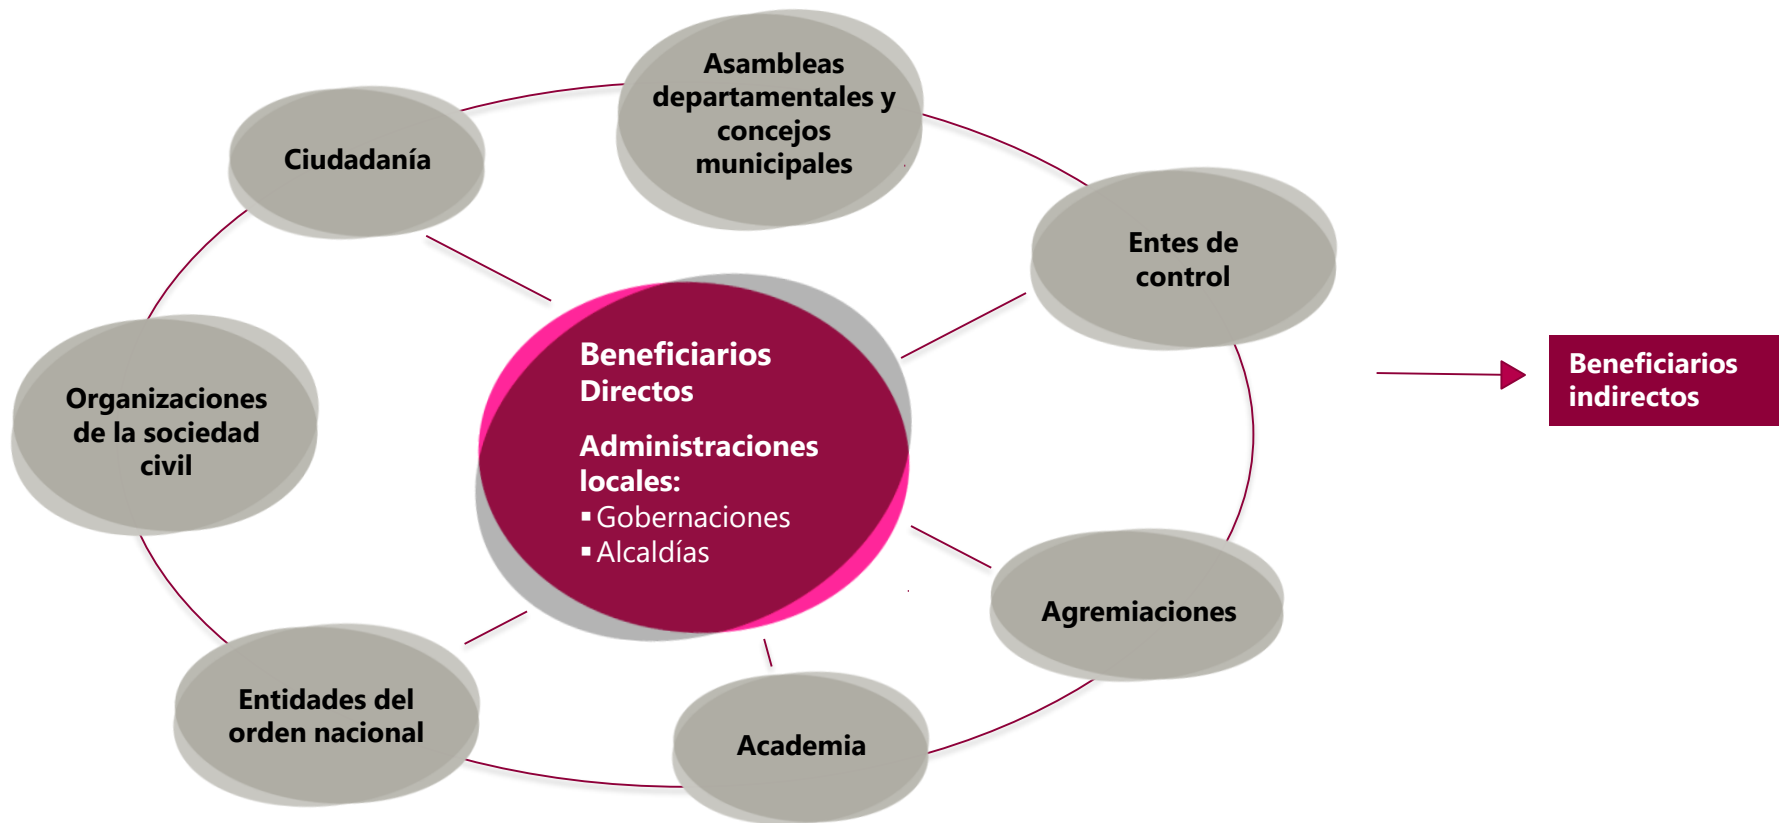 Asambleas
departamentales y
concejos
municipales
Ciudadanía
Entes de
control
Beneficiarios
Directos
Administraciones
locales:
▪ Gobernaciones
▪ Alcaldías
Beneficiarios
indirectos
Organizaciones
de la sociedad
civil
Agremiaciones
Entidades del
orden nacional
Academia